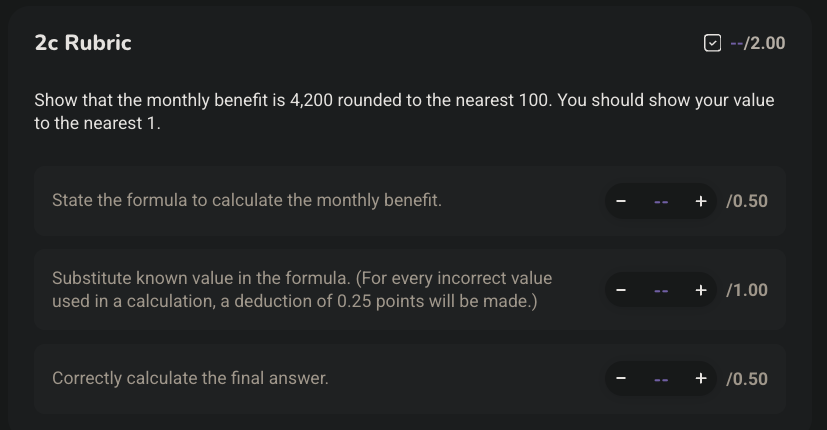 2c Rubric
--/2.00
Show that the monthly benefit is 4,200 rounded to the nearest 100. You should show your value
to the nearest 1.
State the formula to calculate the monthly benefit.
− -- + /0.50
Substitute known value in the formula. (For every incorrect value
used in a calculation, a deduction of 0.25 points will be made.)
− -- + /1.00
Correctly calculate the final answer.
− -- + /0.50